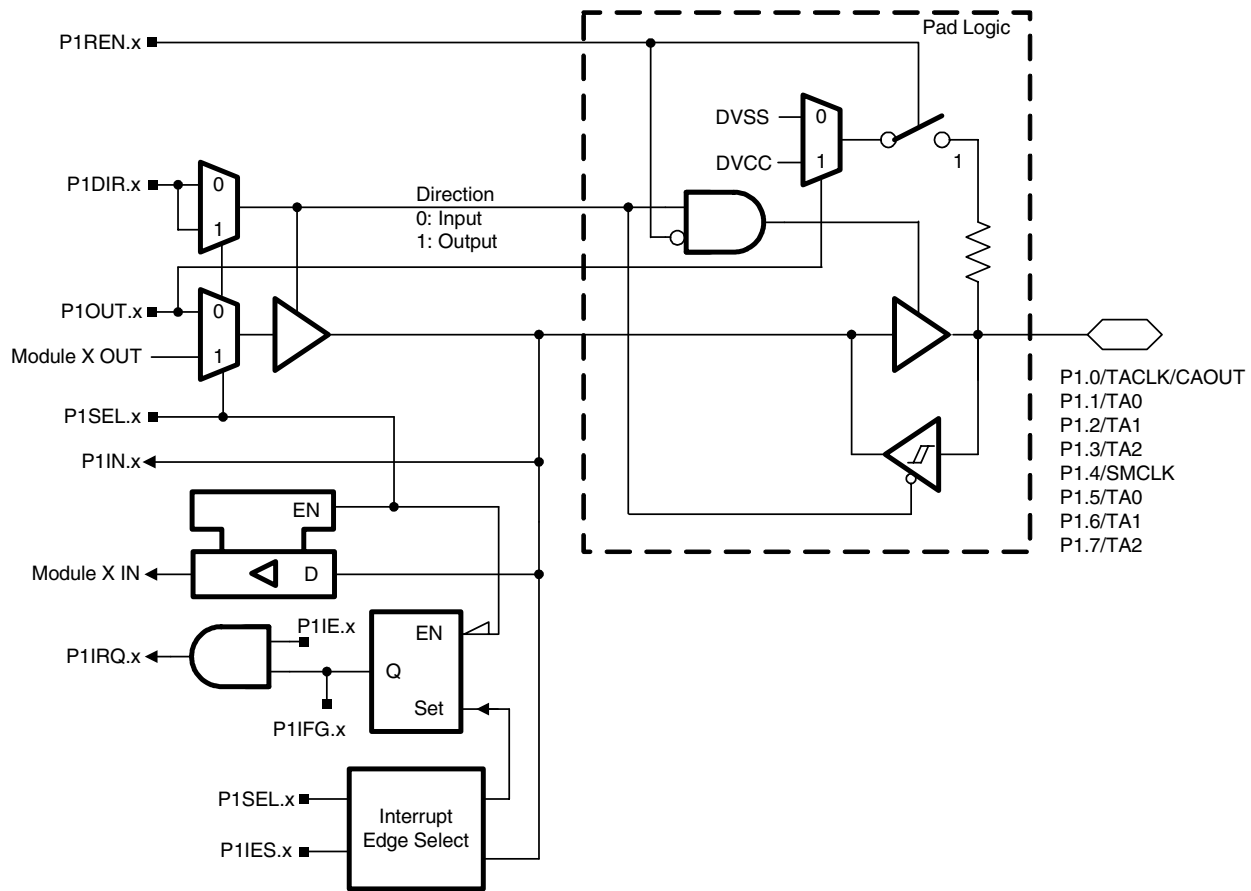 Pad Logic
P1REN.x
DVSS
0
DVCC
1
1
P1DIR.x
0
1
Direction
0: Input
1: Output
P1OUT.x
0
Module X OUT
1
P1SEL.x
P1IN.x
EN
Module X IN
D
P1IE.x
P1IRQ.x
EN
Q
Set
P1IFG.x
P1SEL.x
P1IES.x
Interrupt
Edge Select
P1.0/TACLK/CAOUT
P1.1/TA0
P1.2/TA1
P1.3/TA2
P1.4/SMCLK
P1.5/TA0
P1.6/TA1
P1.7/TA2